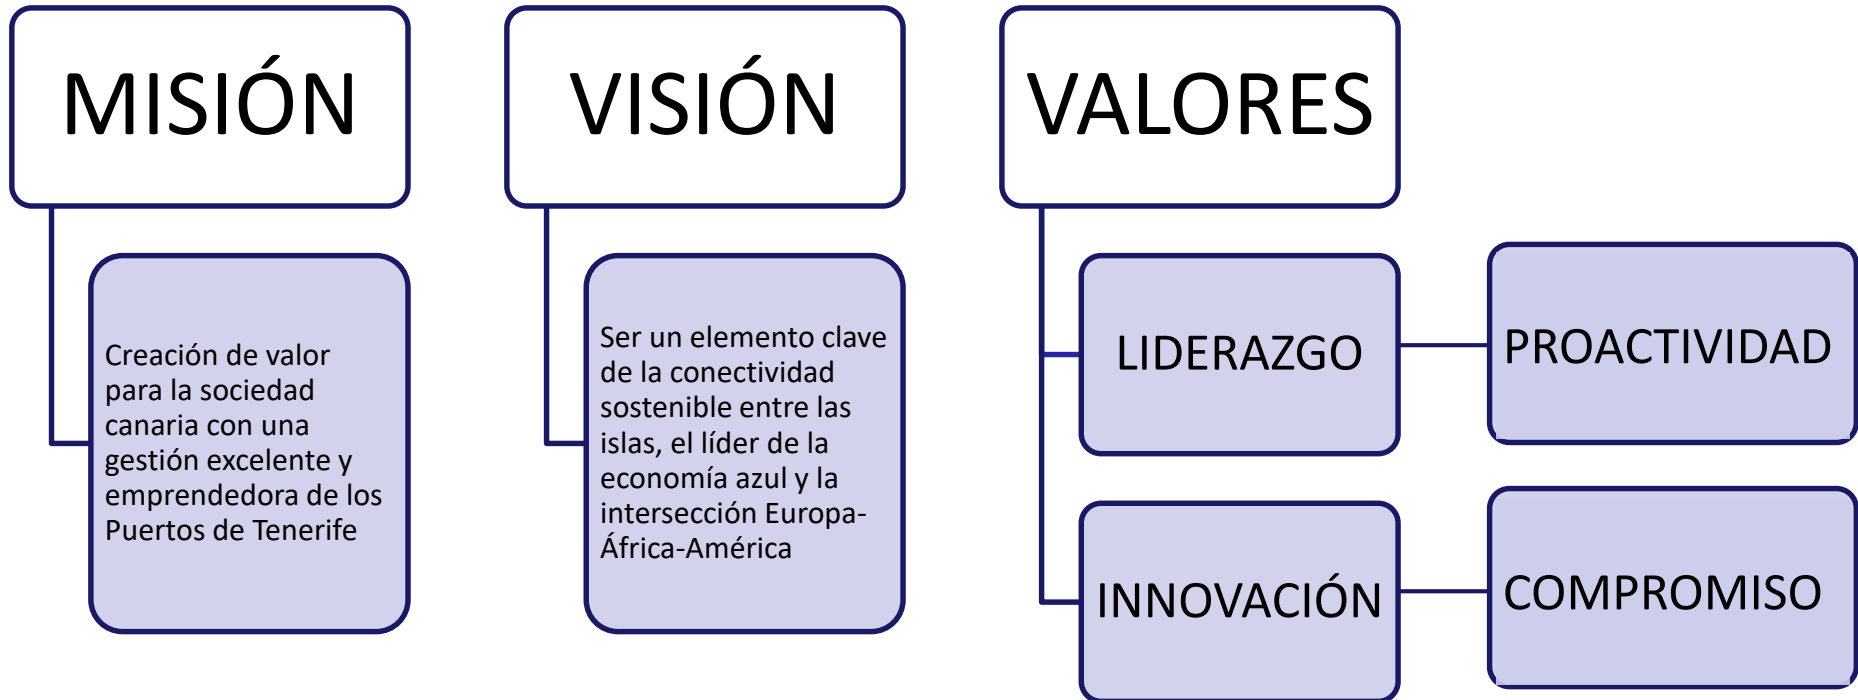 MISIÓN
Creación de valor
para la sociedad
canaria con una
gestión excelente y
emprendedora de los
Puertos de Tenerife
VISIÓN
Ser un elemento clave
de la conectividad
sostenible entre las
islas, el líder de la
economía azul y la
intersección Europa-
África-América
VALORES
LIDERAZGO
PROACTIVIDAD
INNOVACIÓN
COMPROMISO